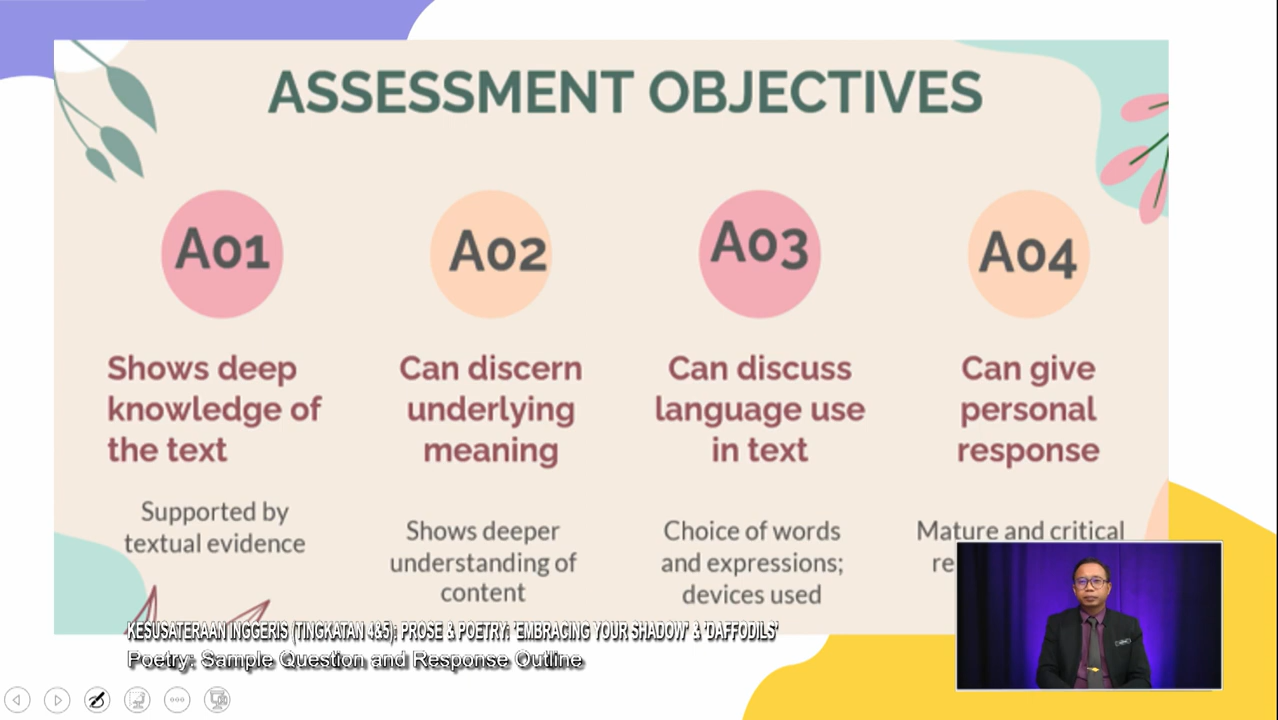 ASSESSMENT OBJECTIVES
A01
A02
A03
A04
Shows deep
knowledge of
the text
Supported by
textual evidence
Can discern
underlying
meaning
Shows deeper
understanding of
content
Can discuss
language use
in text
Choice of words
and expressions;
devices used
Can give
personal
response
Mature and critical
KESUSATERAAN INGGERIS (TINGKATAN 4&5): PROSE & POETRY: 'EMBRACING YOUR SHADOW' & 'DAFFODILS'
Poetry: Sample Question and Response Outline